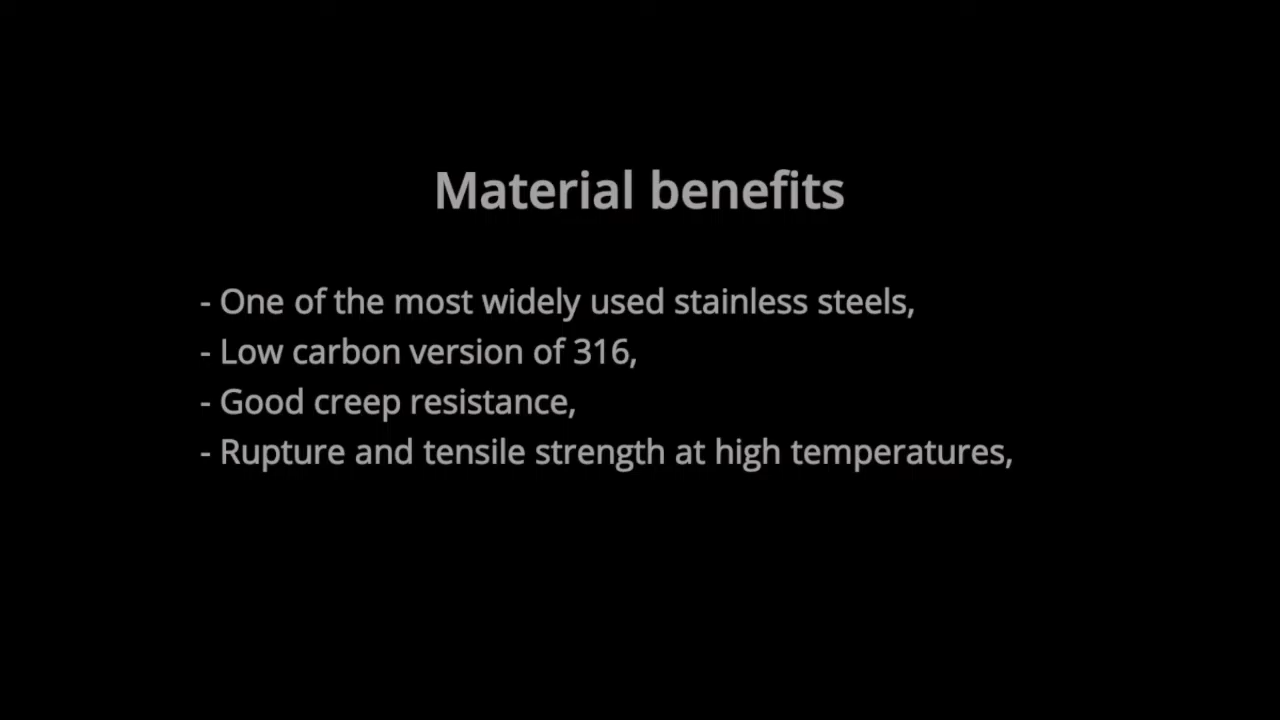 Material benefits
- One of the most widely used stainless steels,
- Low carbon version of 316,
- Good creep resistance,
- Rupture and tensile strength at high temperatures,